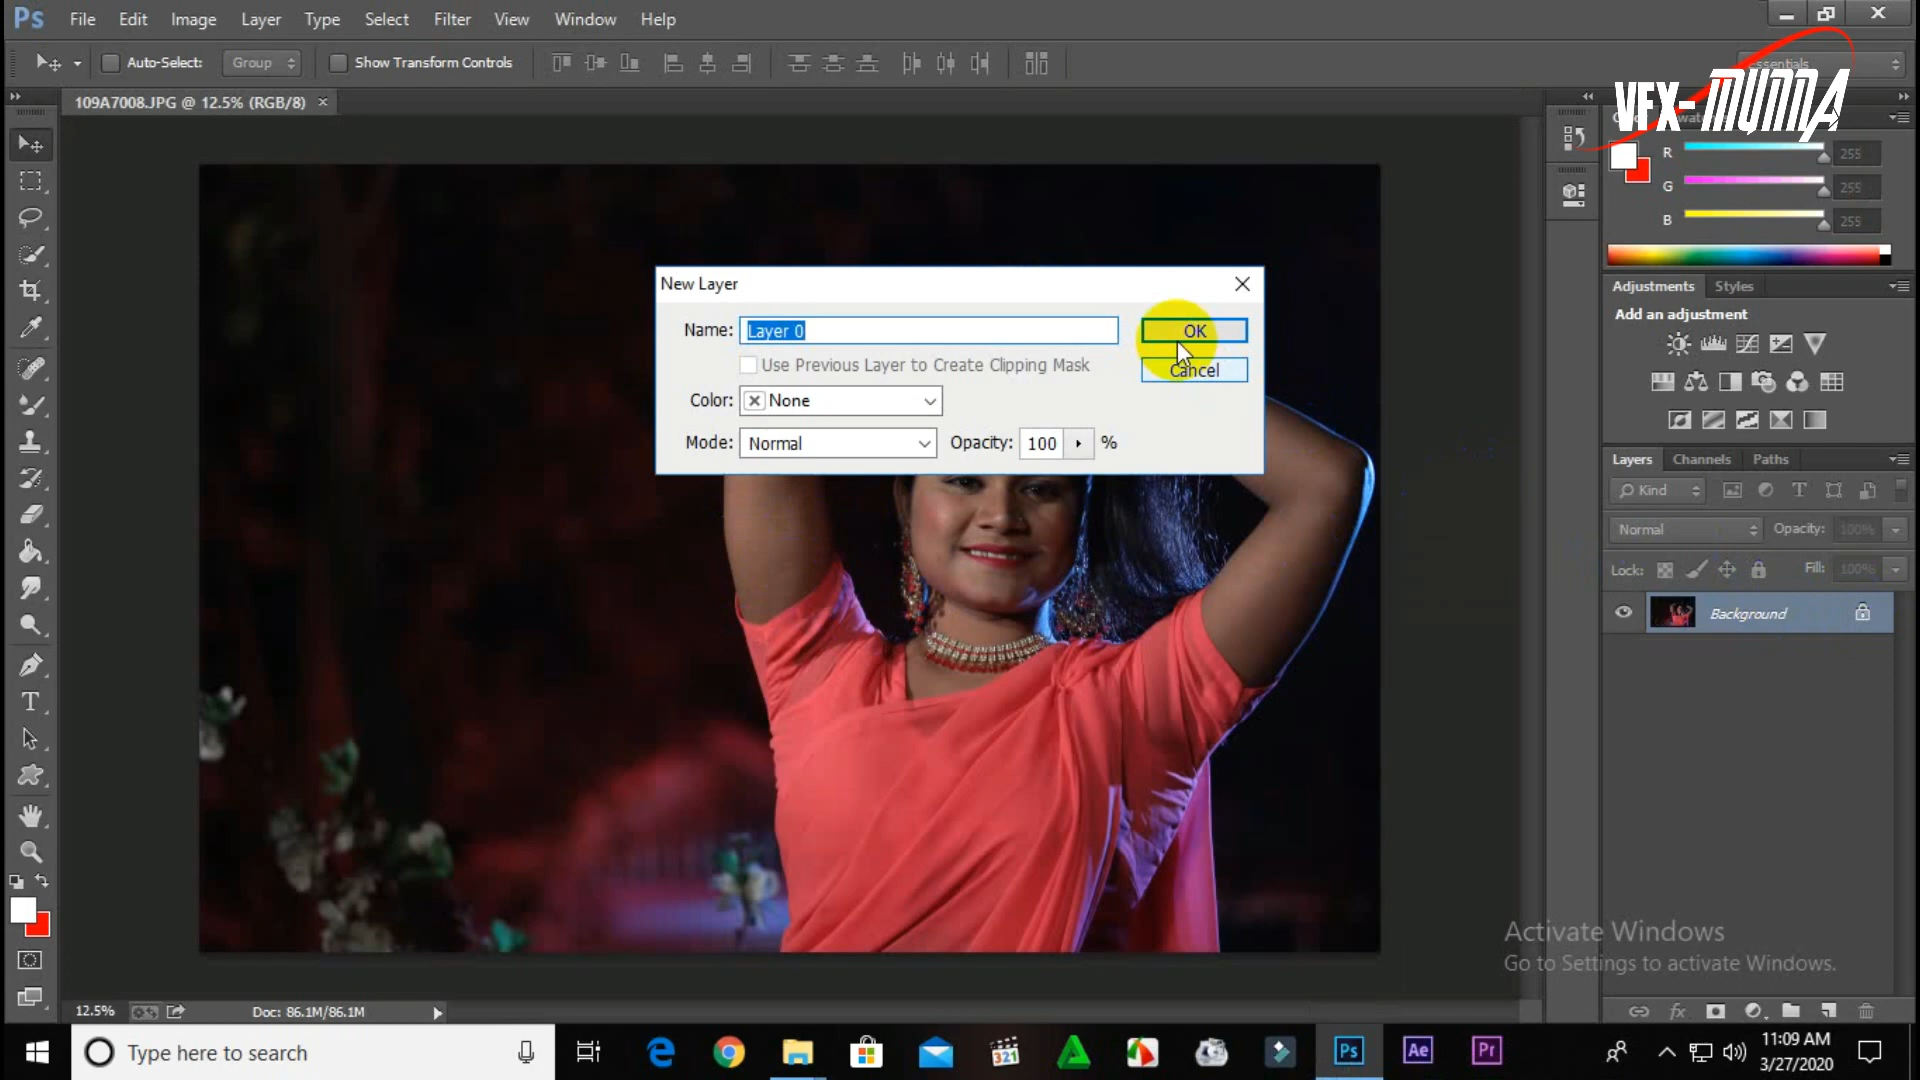 Ps File Edit Image Layer Type Select Filter View Window Help
Auto-Select: Group Show Transform Controls
Essentials
VFX-MUNNA
109A7008.JPG @ 12.5% (RGB/8) ×
R 255
G 255
B 255
New Layer
Name: Layer 0 OK
Use Previous Layer to Create Clipping Mask Cancel
Color: None
Mode: Normal Opacity: 100 %
Adjustments Styles
Add an adjustment
Layers Channels Paths
Kind T
Normal Opacity: 100%
Lock: Fill: 100%
Background
fx
T
Activate Windows
Go to Settings to activate Windows.
12.5% Doc: 86.1M/86.1M
Type here to search
321
Ps Ae Pr
11:09 AM
3/27/2020